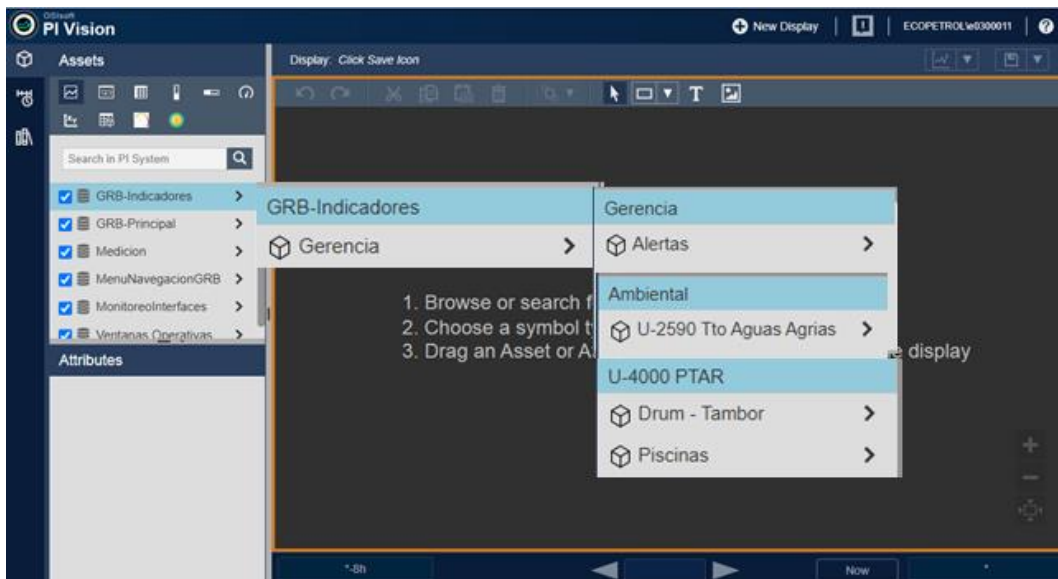 OSIsoft
PI Vision
New Display
ECOPETROL\e0300011
Assets
Display: Click Save Icon
Search in PI System
GRB-Indicadores
GRB-Principal
Medicion
MenuNavegacionGRB
MonitoreoInterfaces
Ventanas Operativas
Attributes
GRB-Indicadores
Gerencia
Gerencia
Alertas
Ambiental
U-2590 Tto Aguas Agrias
U-4000 PTAR
Drum - Tambor
Piscinas
1. Browse or search f
2. Choose a symbol t
3. Drag an Asset or A
display
*-8h
Now
*